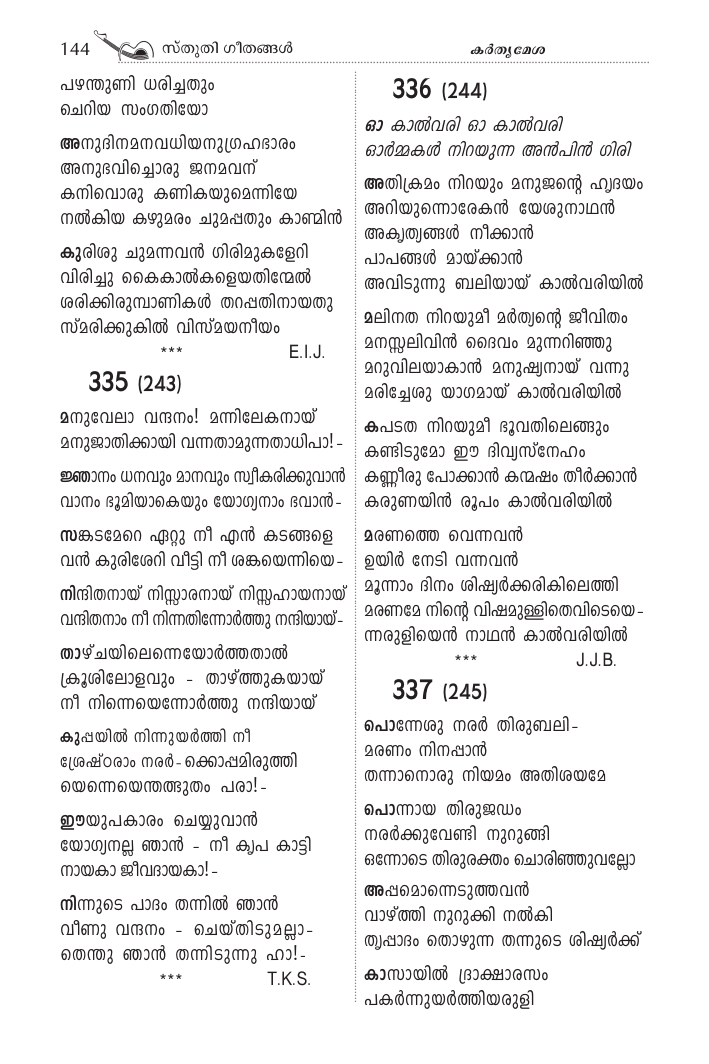 144 സ്തുതി ഗീതങ്ങൾ
കർതൃമേശ
പഴന്തുണി ധരിച്ചതും
ചെറിയ സംഗതിയോ
അനുദിനമനവധിയനുഗ്രഹഭാരം
അനുഭവിച്ചൊരു ജനമവന്
കനിവൊരു കണികയുമെന്നിയേ
നൽകിയ കഴുമരം ചുമപ്പതും കാണ്മിൻ
കുരിശു ചുമന്നവൻ ഗിരിമുകളേറി
വിരിച്ചു കൈകാൽകളെയതിന്മേൽ
ശരിക്കിരുമ്പാണികൾ തറപ്പതിനായതു
സ്മരിക്കുകിൽ വിസ്മയനീയം
*** E.I.J.
335 (243)
മനുവേലാ വന്ദനം! മന്നിലേകനായ്
മനുജാതിക്കായി വന്നതാമുന്നതാധിപാ!-
ജ്ഞാനം ധനവും മാനവും സ്വീകരിക്കുവാൻ
വാനം ഭൂമിയാകെയും യോഗ്യനാം ഭവാൻ-
സങ്കടമേറെ ഏറ്റു നീ എൻ കടങ്ങളെ
വൻ കുരിശേറി വീട്ടി നീ ശങ്കയെന്നിയെ-
നിന്ദിതനായ് നിസ്സാരനായ് നിസ്സഹായനായ്
വന്ദിതനാം നീ നിന്നതിന്നോർത്തു നന്ദിയായ്-
താഴ്ചയിലെന്നെയോർത്തതാൽ
ക്രൂശിലോളവും - താഴ്ത്തുകയായ്
നീ നിന്നെയെന്നോർത്തു നന്ദിയായ്
കുപ്പയിൽ നിന്നുയർത്തി നീ
ശ്രേഷ്ഠരാം നരർ-ക്കൊപ്പമിരുത്തി
യെന്നെയെന്തത്ഭുതം പരാ!-
ഈയുപകാരം ചെയ്യുവാൻ
യോഗ്യനല്ല ഞാൻ - നീ കൃപ കാട്ടി
നായകാ ജീവദായകാ!-
നിന്നുടെ പാദം തന്നിൽ ഞാൻ
വീണു വന്ദനം - ചെയ്തിടുമല്ലാ-
തെന്തു ഞാൻ തന്നിടുന്നു ഹാ!-
*** T.K.S.
336 (244)
ഓ കാൽവരി ഓ കാൽവരി
ഓർമ്മകൾ നിറയുന്ന അൻപിൻ ഗിരി
അതിക്രമം നിറയും മനുജന്റെ ഹൃദയം
അറിയുന്നൊരേകൻ യേശുനാഥൻ
അകൃത്യങ്ങൾ നീക്കാൻ
പാപങ്ങൾ മായ്ക്കാൻ
അവിടുന്നു ബലിയായ് കാൽവരിയിൽ
മലിനത നിറയുമീ മർത്യന്റെ ജീവിതം
മനസ്സലിവിൻ ദൈവം മുന്നറിഞ്ഞു
മറുവിലയാകാൻ മനുഷ്യനായ് വന്നു
മരിച്ചേശു യാഗമായ് കാൽവരിയിൽ
കപടത നിറയുമീ ഭൂവതിലെങ്ങും
കണ്ടിടുമോ ഈ ദിവ്യസ്നേഹം
കണ്ണീരു പോക്കാൻ കന്മഷം തീർക്കാൻ
കരുണയിൻ രൂപം കാൽവരിയിൽ
മരണത്തെ വെന്നവൻ
ഉയിർ നേടി വന്നവൻ
മൂന്നാം ദിനം ശിഷ്യർക്കരികിലെത്തി
മരണമേ നിന്റെ വിഷമുള്ളിതെവിടെയെ-
ന്നരുളിയെൻ നാഥൻ കാൽവരിയിൽ
*** J.J.B.
337 (245)
പൊന്നേശു നരർ തിരുബലി-
മരണം നിനപ്പാൻ
തന്നാനൊരു നിയമം അതിശയമേ
പൊന്നായ തിരുജഡം
നരർക്കുവേണ്ടി നുറുങ്ങി
ഒന്നോടെ തിരുരക്തം ചൊരിഞ്ഞുവല്ലോ
അപ്പമൊന്നെടുത്തവൻ
വാഴ്ത്തി നുറുക്കി നൽകി
തൃപ്പാദം തൊഴുന്ന തന്നുടെ ശിഷ്യർക്ക്
കാസായിൽ ദ്രാക്ഷാരസം
പകർന്നുയർത്തിയരുളി